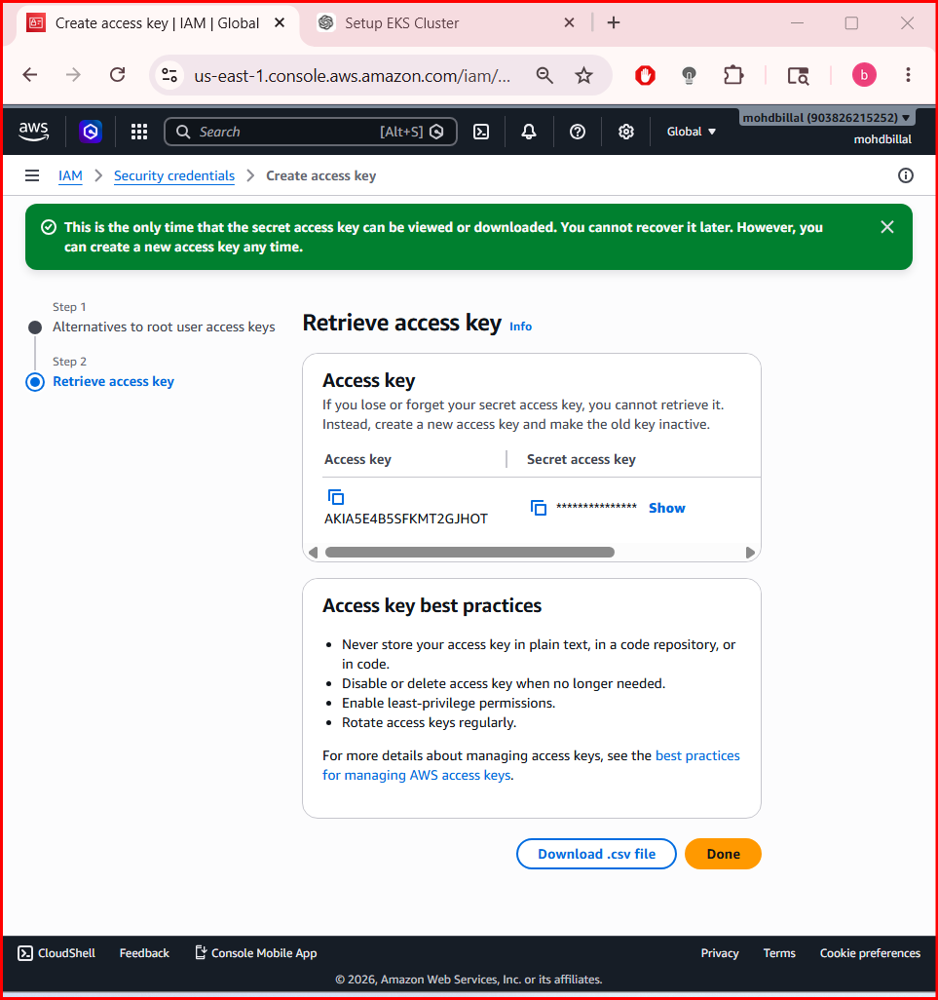 Create access key | IAM | Global
Setup EKS Cluster
us-east-1.console.aws.amazon.com/iam/...
b
aws
Search [Alt+S]
Global
mohdbillal (903826215252)
mohdbillal
IAM > Security credentials > Create access key
This is the only time that the secret access key can be viewed or downloaded. You cannot recover it later. However, you
can create a new access key any time.
Step 1
Alternatives to root user access keys
Step 2
Retrieve access key
Retrieve access key Info
Access key
If you lose or forget your secret access key, you cannot retrieve it.
Instead, create a new access key and make the old key inactive.
Access key
Secret access key
AKIA5E4B5SFKMT2GJHOT
*************** Show
Access key best practices
• Never store your access key in plain text, in a code repository, or
in code.
• Disable or delete access key when no longer needed.
• Enable least-privilege permissions.
• Rotate access keys regularly.
For more details about managing access keys, see the best practices
for managing AWS access keys.
Download .csv file
Done
CloudShell Feedback Console Mobile App Privacy Terms Cookie preferences
© 2026, Amazon Web Services, Inc. or its affiliates.